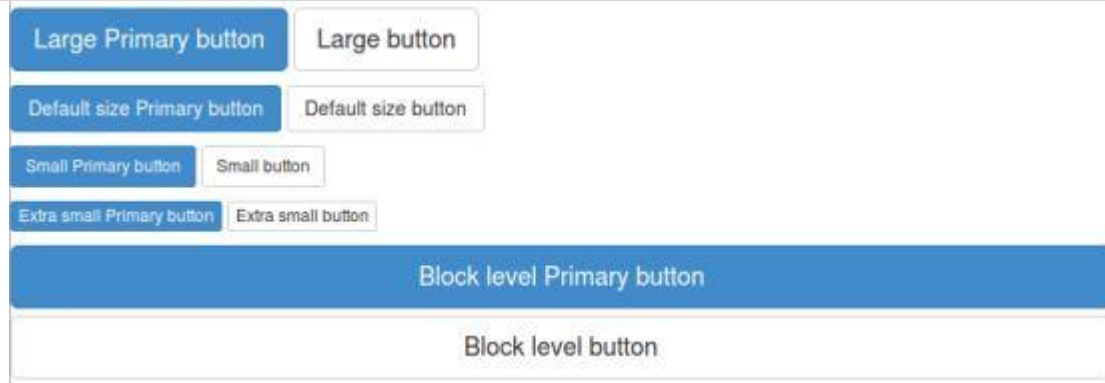 Large Primary button Large button
Default size Primary button Default size button
Small Primary button Small button
Extra small Primary button Extra small button
Block level Primary button
Block level button